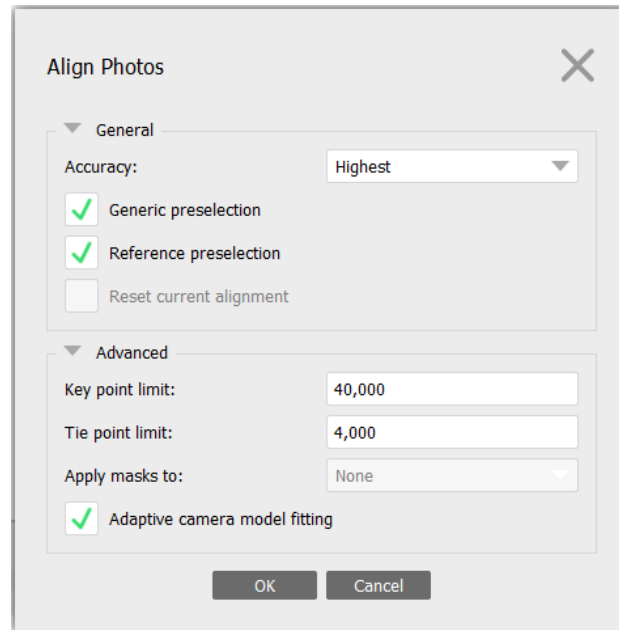 Align Photos
General
Accuracy: Highest
Generic preselection
Reference preselection
Reset current alignment
Advanced
Key point limit: 40,000
Tie point limit: 4,000
Apply masks to: None
Adaptive camera model fitting
OK Cancel